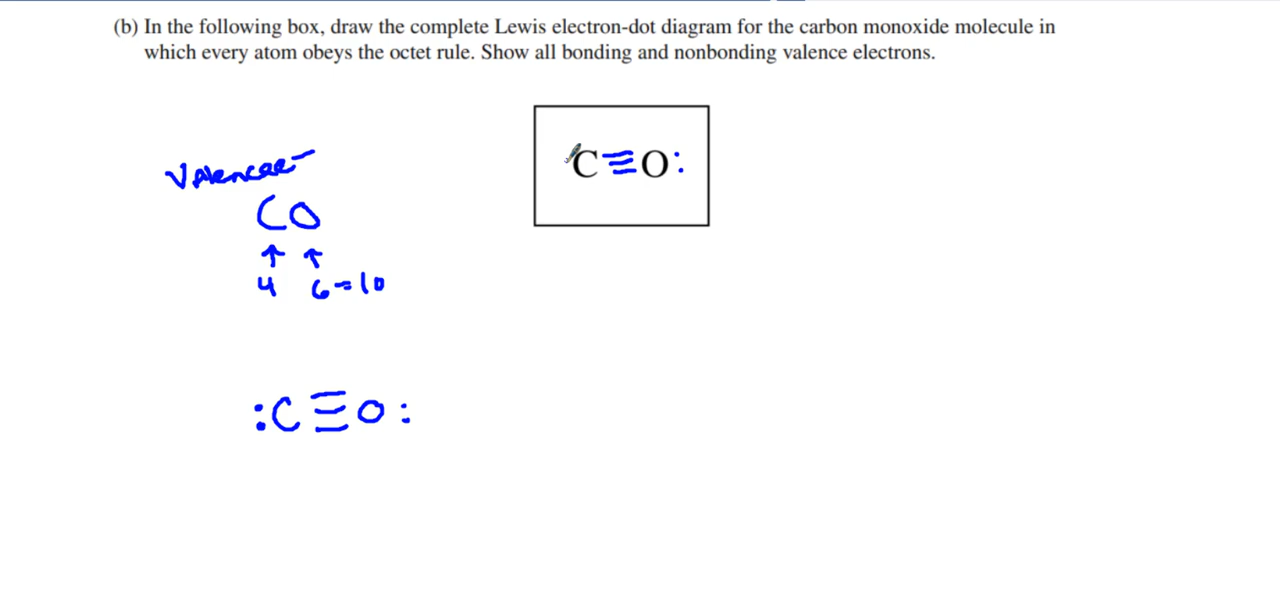 (b) In the following box, draw the complete Lewis electron-dot diagram for the carbon monoxide molecule in
which every atom obeys the octet rule. Show all bonding and nonbonding valence electrons.
C≡O:
Valence e⁻
CO
↑ ↑
4 6=10
:C≡O: